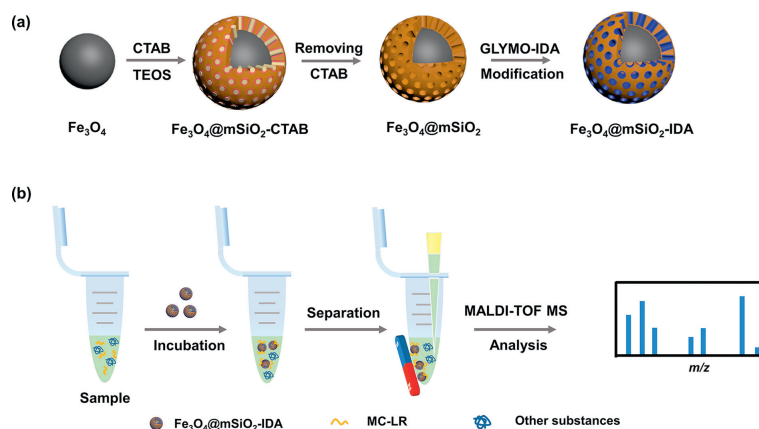 (a)
CTAB
TEOS
Removing
CTAB
GLYMO-IDA
Modification
Fe₃O₄
Fe₃O₄@mSiO₂-CTAB
Fe₃O₄@mSiO₂
Fe₃O₄@mSiO₂-IDA
(b)
Incubation
Separation
MALDI-TOF MS
Analysis
m/z
Sample
Fe₃O₄@mSiO₂-IDA
MC-LR
Other substances